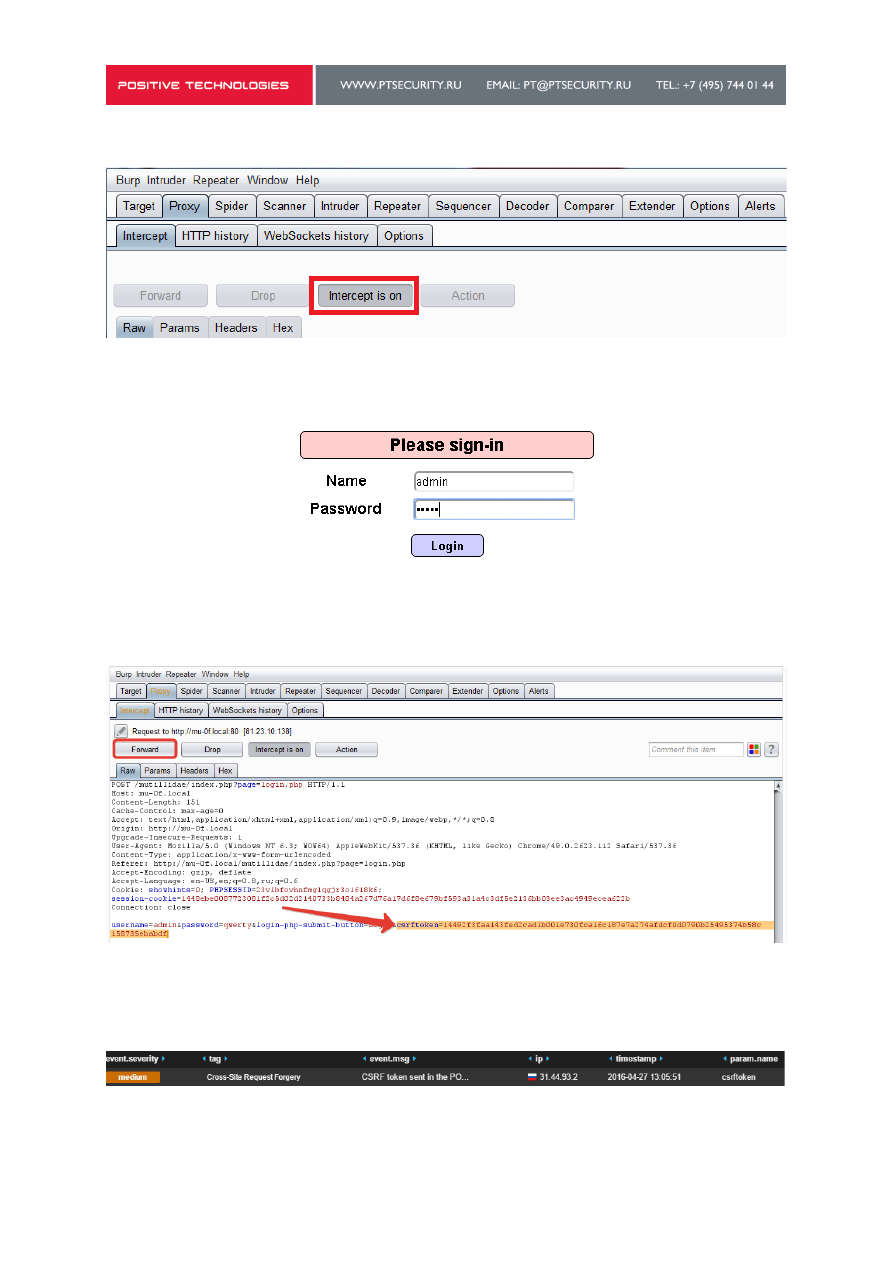 POSITIVE TECHNOLOGIES WWW.PTSECURITY.RU EMAIL: PT@PTSECURITY.RU TEL.: +7 (495) 744 01 44
Burp Intruder Repeater Window Help
Target Proxy Spider Scanner Intruder Repeater Sequencer Decoder Comparer Extender Options Alerts
Intercept HTTP history WebSockets history Options
Forward Drop Intercept is on Action
Raw Params Headers Hex
Please sign-in
Name admin
Password •••••
Login
Burp Intruder Repeater Window Help
Target Proxy Spider Scanner Intruder Repeater Sequencer Decoder Comparer Extender Options Alerts
Intercept HTTP history WebSockets history Options
Request to http://mu-0f.local:80 [81.23.10.138]
Forward Drop Intercept is on Action Comment this item ?
Raw Params Headers Hex
POST /mutillidae/index.php?page=login.php HTTP/1.1
Host: mu-0f.local
Content-Length: 151
Cache-Control: max-age=0
Accept: text/html,application/xhtml+xml,application/xml;q=0.9,image/webp,*/*;q=0.8
Origin: http://mu-0f.local
Upgrade-Insecure-Requests: 1
User-Agent: Mozilla/5.0 (Windows NT 6.3; WOW64) AppleWebKit/537.36 (KHTML, like Gecko) Chrome/49.0.2623.112 Safari/537.36
Content-Type: application/x-www-form-urlencoded
Referer: http://mu-0f.local/mutillidae/index.php?page=login.php
Accept-Encoding: gzip, deflate
Accept-Language: en-US,en;q=0.8,ru;q=0.6
Cookie: showhints=0; PHPSESSID=
session-cookie=
Connection: close
username=admin&password=qwerty&login-php-submit-button= csrftoken=
event.severity tag event.msg ip timestamp param.name
medium Cross-Site Request Forgery CSRF token sent in the PO... 31.44.93.2 2016-04-27 13:05:51 csrftoken